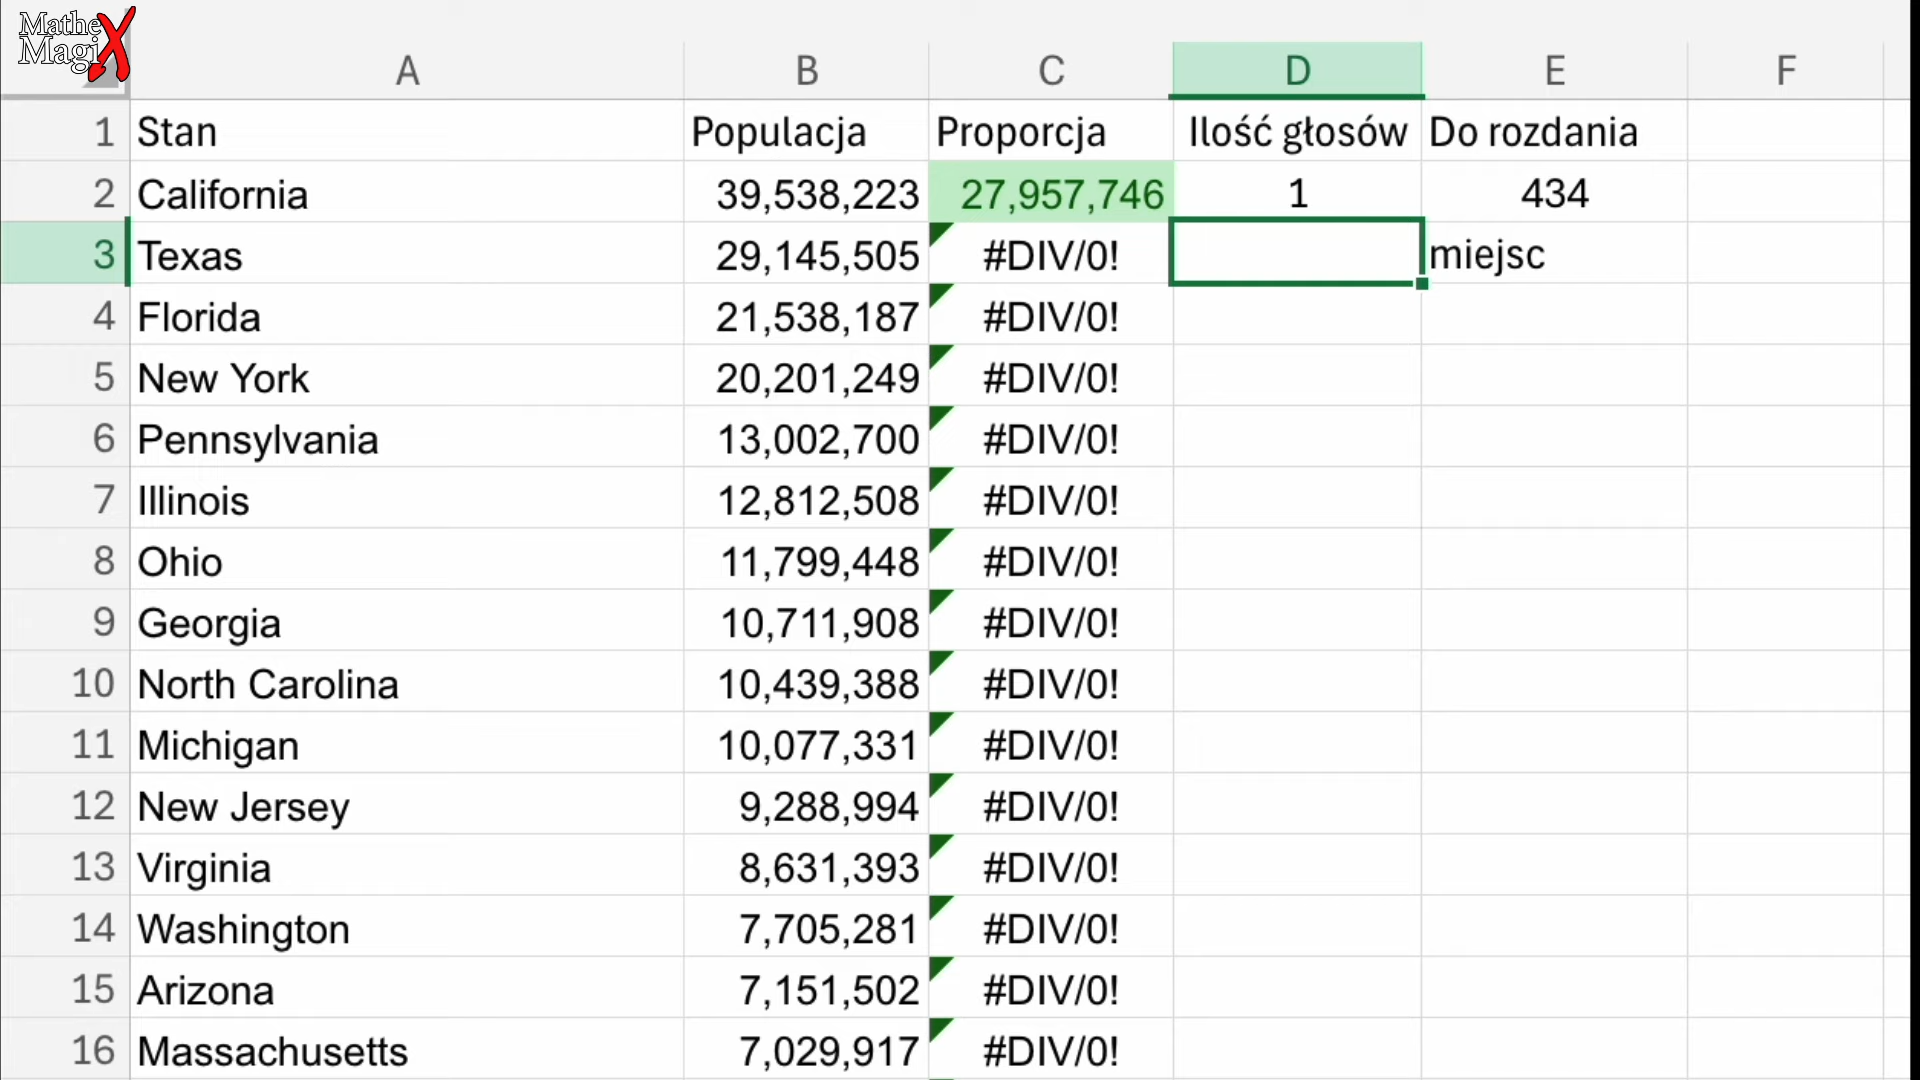 Mathe
MagiX
A B C D E F
1 Stan Populacja Proporcja Ilość głosów Do rozdania
2 California 39,538,223 27,957,746 1 434
3 Texas 29,145,505 #DIV/0! miejsc
4 Florida 21,538,187 #DIV/0!
5 New York 20,201,249 #DIV/0!
6 Pennsylvania 13,002,700 #DIV/0!
7 Illinois 12,812,508 #DIV/0!
8 Ohio 11,799,448 #DIV/0!
9 Georgia 10,711,908 #DIV/0!
10 North Carolina 10,439,388 #DIV/0!
11 Michigan 10,077,331 #DIV/0!
12 New Jersey 9,288,994 #DIV/0!
13 Virginia 8,631,393 #DIV/0!
14 Washington 7,705,281 #DIV/0!
15 Arizona 7,151,502 #DIV/0!
16 Massachusetts 7,029,917 #DIV/0!